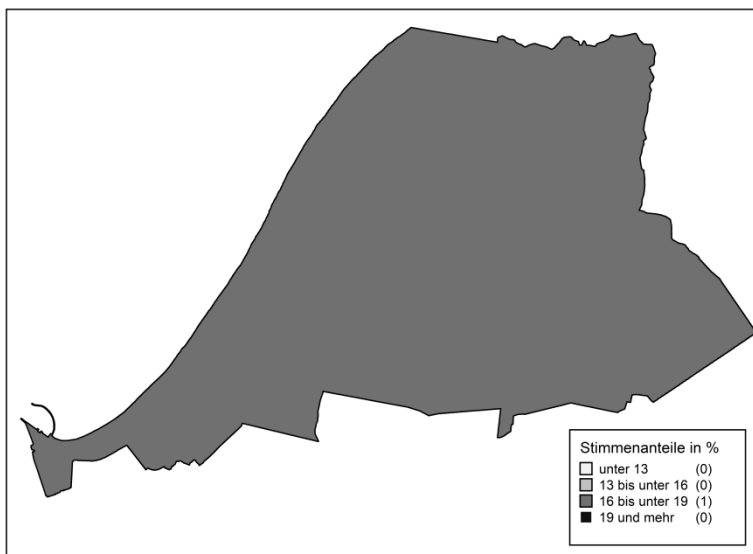 Stimmenanteile in %
unter 13 (0)
13 bis unter 16 (0)
16 bis unter 19 (1)
19 und mehr (0)